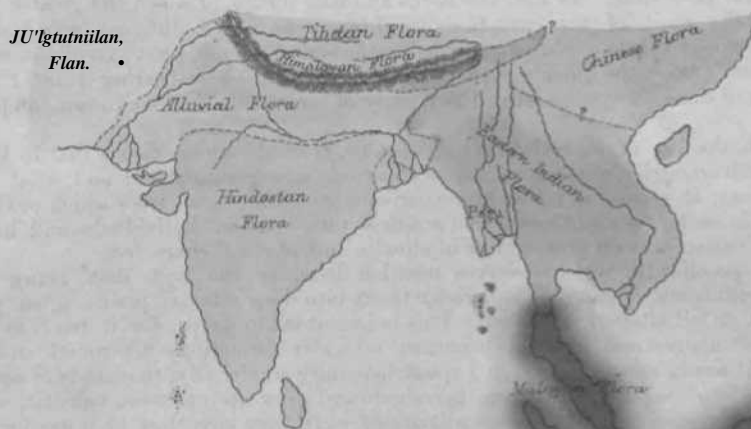 JU'lgtutniilan,
Flan. •
Tibetan Flora
Himalayan Flora
Chinese Flora
?
Alluvial Flora
?
Eastern Indian
Flora
Hindostan
Flora
Malayan Flora